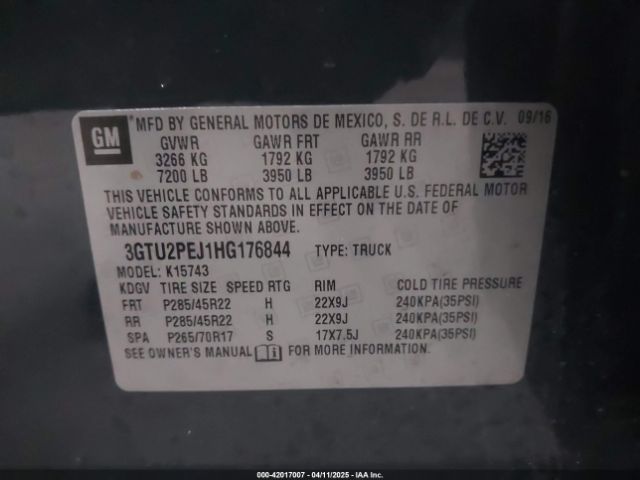 GM
*MFD BY GENERAL MOTORS DE MEXICO, S. DE R.L. DE C.V. 09/16
GVWR GAWR FRT GAWR RR
3266 KG 1792 KG 1792 KG
7200 LB 3950 LB 3950 LB
THIS VEHICLE CONFORMS TO ALL APPLICABLE U.S. FEDERAL MOTOR
VEHICLE SAFETY STANDARDS IN EFFECT ON THE DATE OF
MANUFACTURE SHOWN ABOVE.
3GTU2PEJ1HG176844 TYPE: TRUCK
MODEL: K15743
KDGV TIRE SIZE SPEED RTG RIM COLD TIRE PRESSURE
FRT P285/45R22 H 22X9J 240KPA(35PSI)
RR P285/45R22 H 22X9J 240KPA(35PSI)
SPA P265/70R17 S 17X7.5J 240KPA(35PSI)
SEE OWNER'S MANUAL FOR MORE INFORMATION.
000-42017007 - 04/11/2025 - IAAI.COM